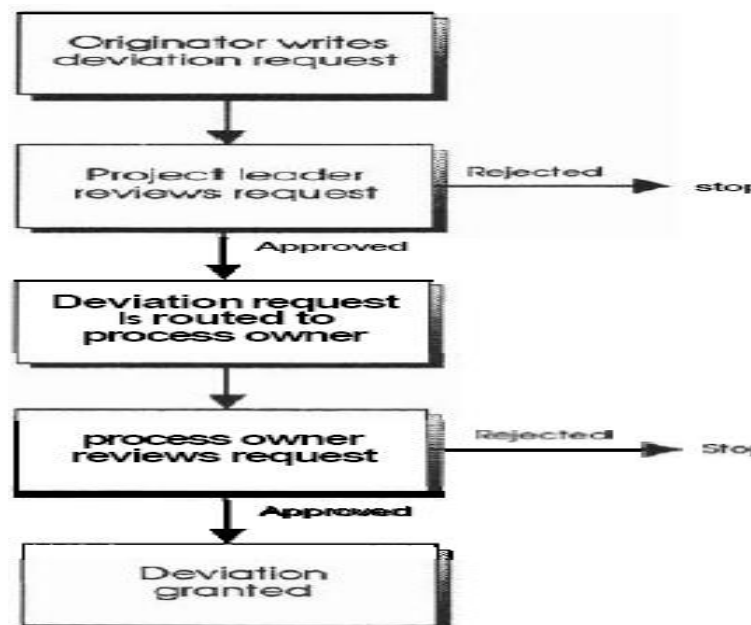 Originator writes
deviation request
Project leader
reviews request
Rejected
stop
Approved
Deviation request
Is routed to
process owner
process owner
reviews request
Rejected
Stop
Approved
Deviation
granted